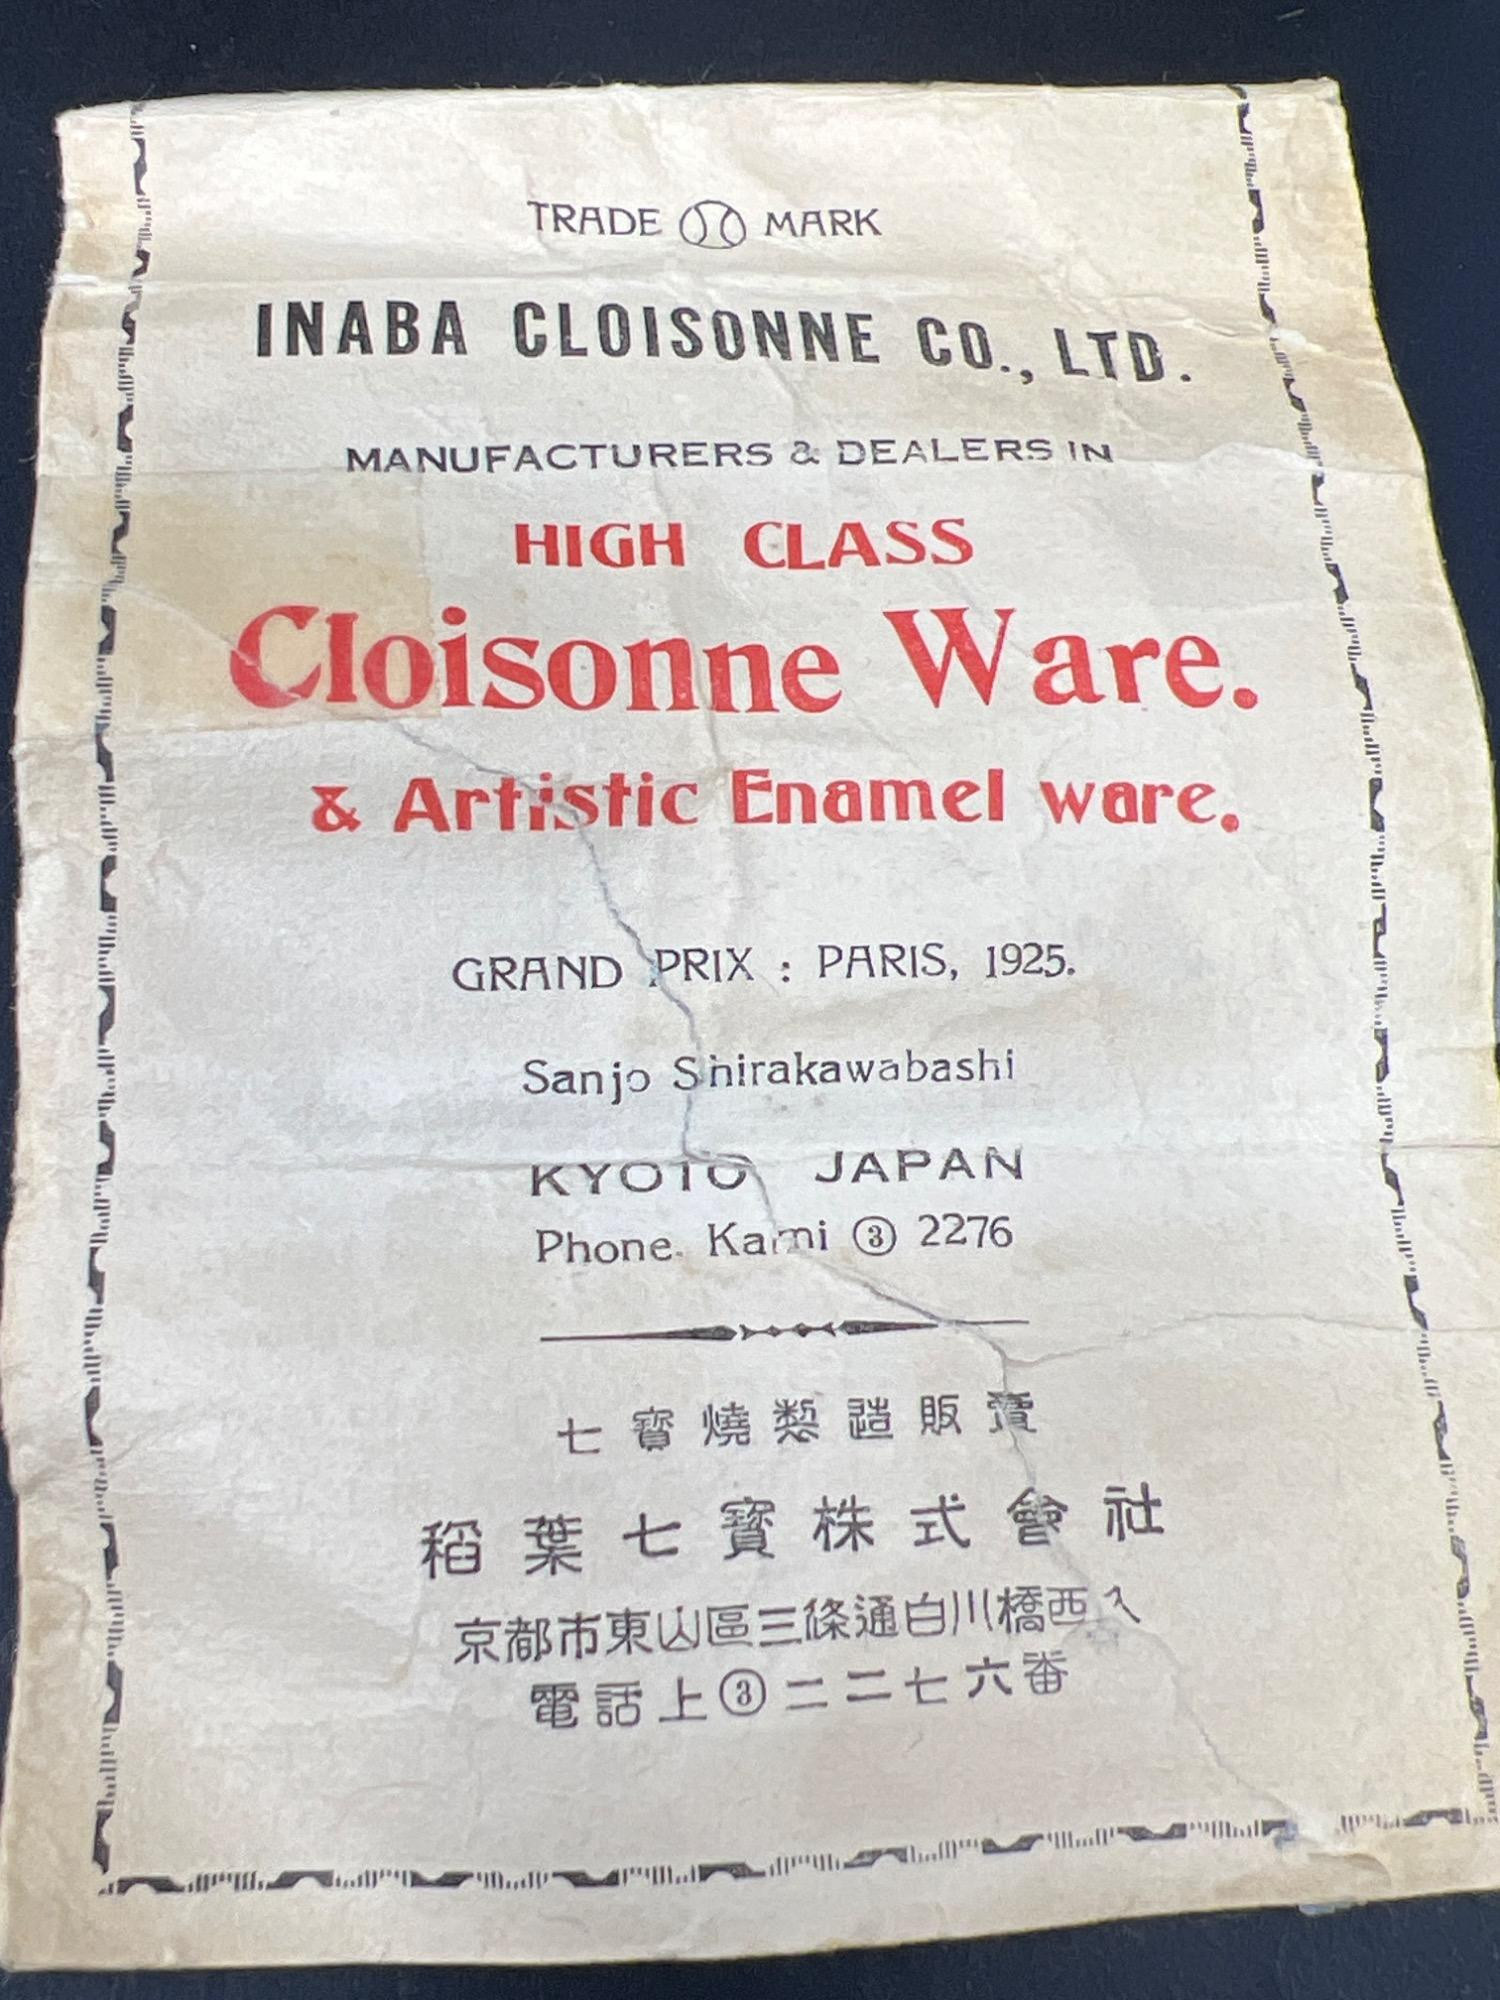 TRADE MARK
INABA CLOISONNE CO., LTD.
MANUFACTURERS & DEALERS IN
HIGH CLASS
Cloisonne Ware.
& Artistic Enamel ware.
GRAND PRIX : PARIS, 1925.
Sanjo Shirakawabashi
KYOTO JAPAN
Phone. Kami ③ 2276
七寶燒製造販賣
稻葉七寶株式會社
京都市東山區三條通白川橋西入
電話上③二二七六番